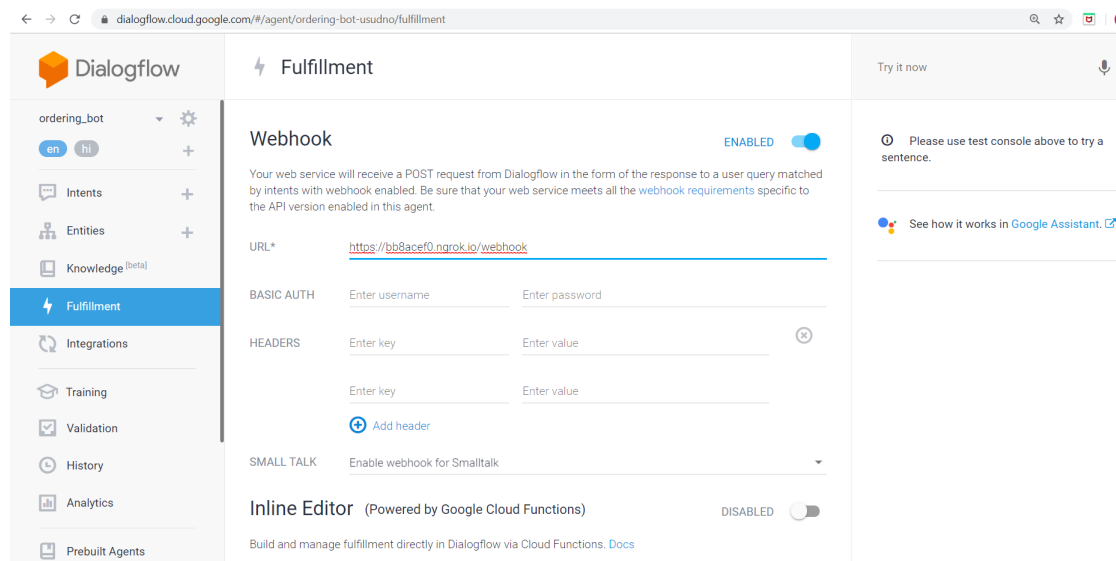 dialogflow.cloud.google.com/#/agent/ordering-bot-usudno/fulfillment
Dialogflow
ordering_bot
en hi
Intents
Entities
Knowledge [beta]
Fulfillment
Integrations
Training
Validation
History
Analytics
Prebuilt Agents
Fulfillment
Webhook
ENABLED
Your web service will receive a POST request from Dialogflow in the form of the response to a user query matched
by intents with webhook enabled. Be sure that your web service meets all the webhook requirements specific to
the API version enabled in this agent.
URL* https://bb8acef0.ngrok.io/webhook
BASIC AUTH Enter username Enter password
HEADERS Enter key Enter value
Enter key Enter value
Add header
SMALL TALK Enable webhook for Smalltalk
Inline Editor (Powered by Google Cloud Functions) DISABLED
Build and manage fulfillment directly in Dialogflow via Cloud Functions. Docs
Try it now
Please use test console above to try a
sentence.
See how it works in Google Assistant.